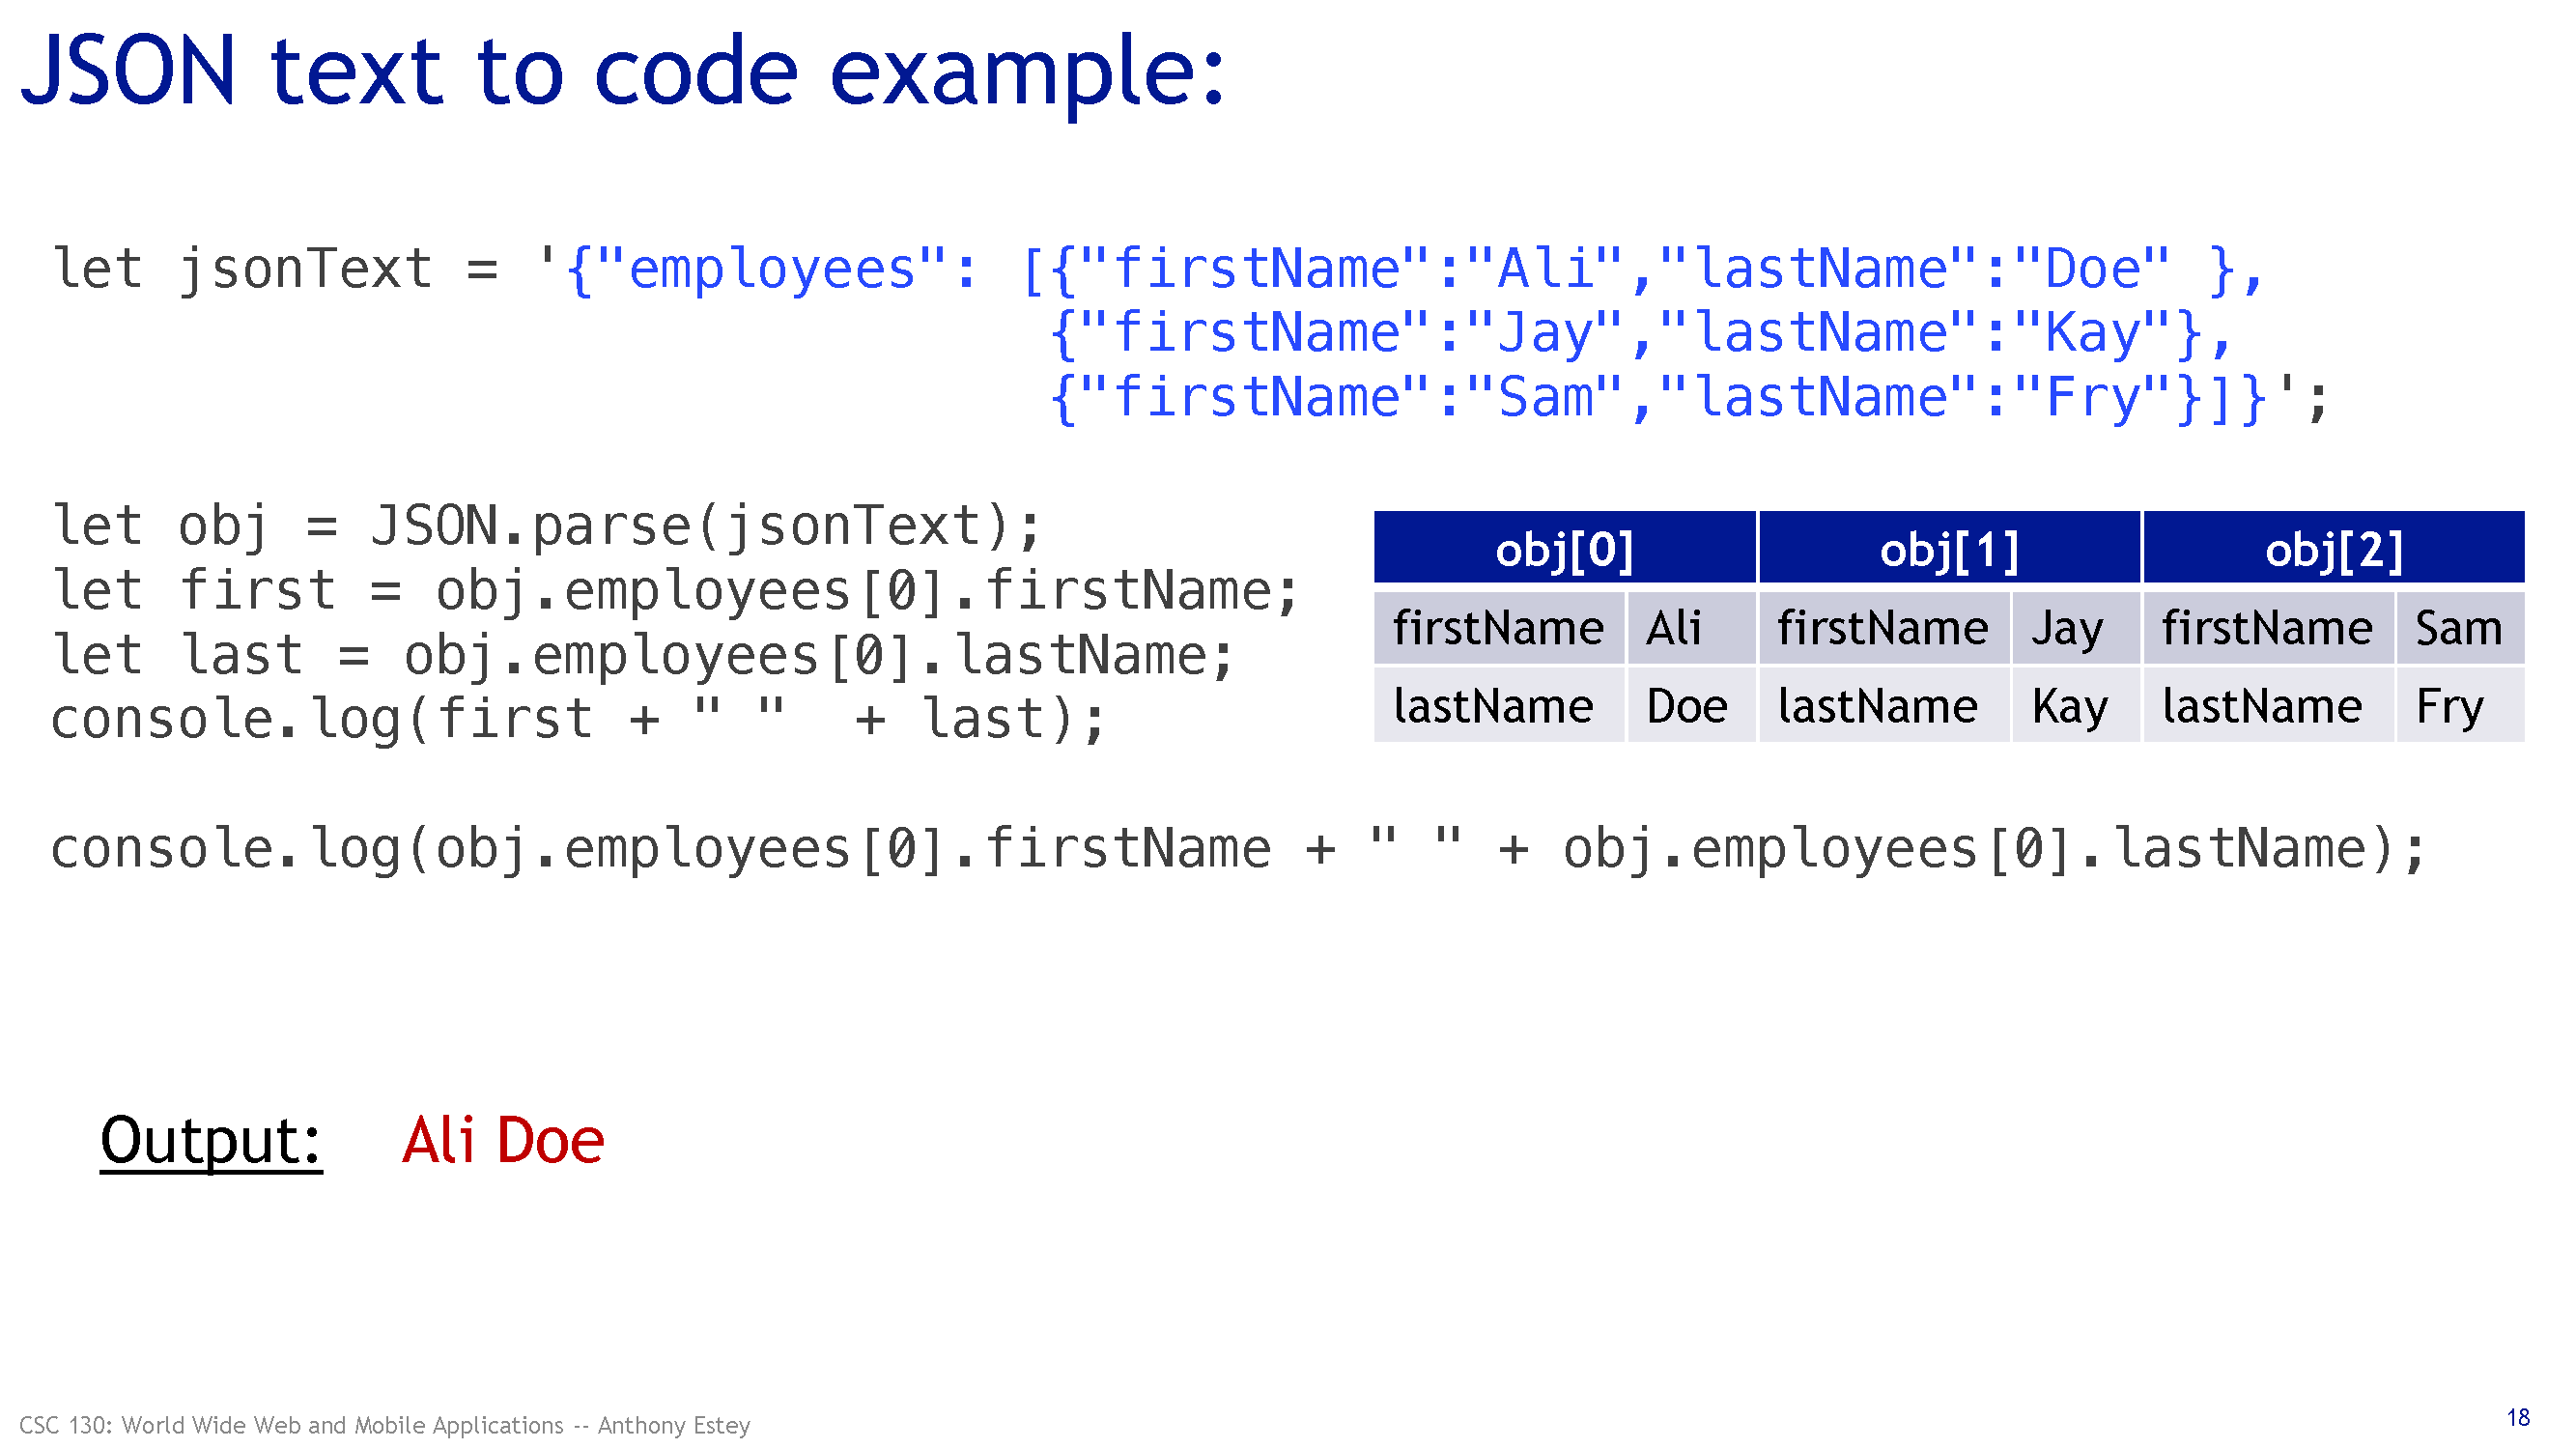 JSON text to code example:
let jsonText = '{"employees": [{"firstName":"Ali","lastName":"Doe" },
{"firstName":"Jay","lastName":"Kay"},
{"firstName":"Sam","lastName":"Fry"}]}';
let obj = JSON.parse(jsonText);
let first = obj.employees[0].firstName;
let last = obj.employees[0].lastName;
console.log(first + " " + last);
obj[0] obj[1] obj[2]
firstName Ali firstName Jay firstName Sam
lastName Doe lastName Kay lastName Fry
console.log(obj.employees[0].firstName + " " + obj.employees[0].lastName);
Output: Ali Doe
CSC 130: World Wide Web and Mobile Applications -- Anthony Estey
18